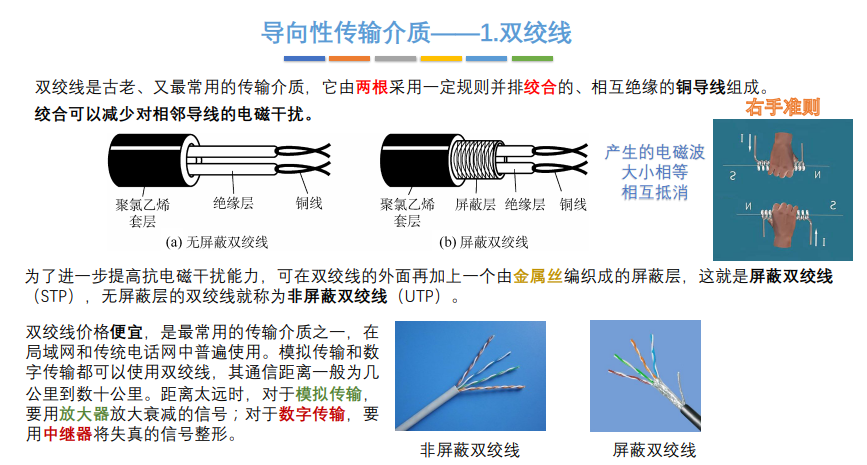 导向性传输介质——1.双绞线
双绞线是古老、又最常用的传输介质，它由两根采用一定规则并排绞合的、相互绝缘的铜导线组成。
绞合可以减少对相邻导线的电磁干扰。
右手准则
产生的电磁波
大小相等
相互抵消
I
S
N
N
S
I
聚氯乙烯
套层
绝缘层
铜线
(a) 无屏蔽双绞线
聚氯乙烯
套层
屏蔽层
绝缘层
铜线
(b) 屏蔽双绞线
为了进一步提高抗电磁干扰能力，可在双绞线的外面再加上一个由金属丝编织成的屏蔽层，这就是屏蔽双绞线
（STP），无屏蔽层的双绞线就称为非屏蔽双绞线（UTP）。
双绞线价格便宜，是最常用的传输介质之一，在
局域网和传统电话网中普遍使用。模拟传输和数
字传输都可以使用双绞线，其通信距离一般为几
公里到数十公里。距离太远时，对于模拟传输，
要用放大器放大衰减的信号；对于数字传输，要
用中继器将失真的信号整形。
非屏蔽双绞线
屏蔽双绞线